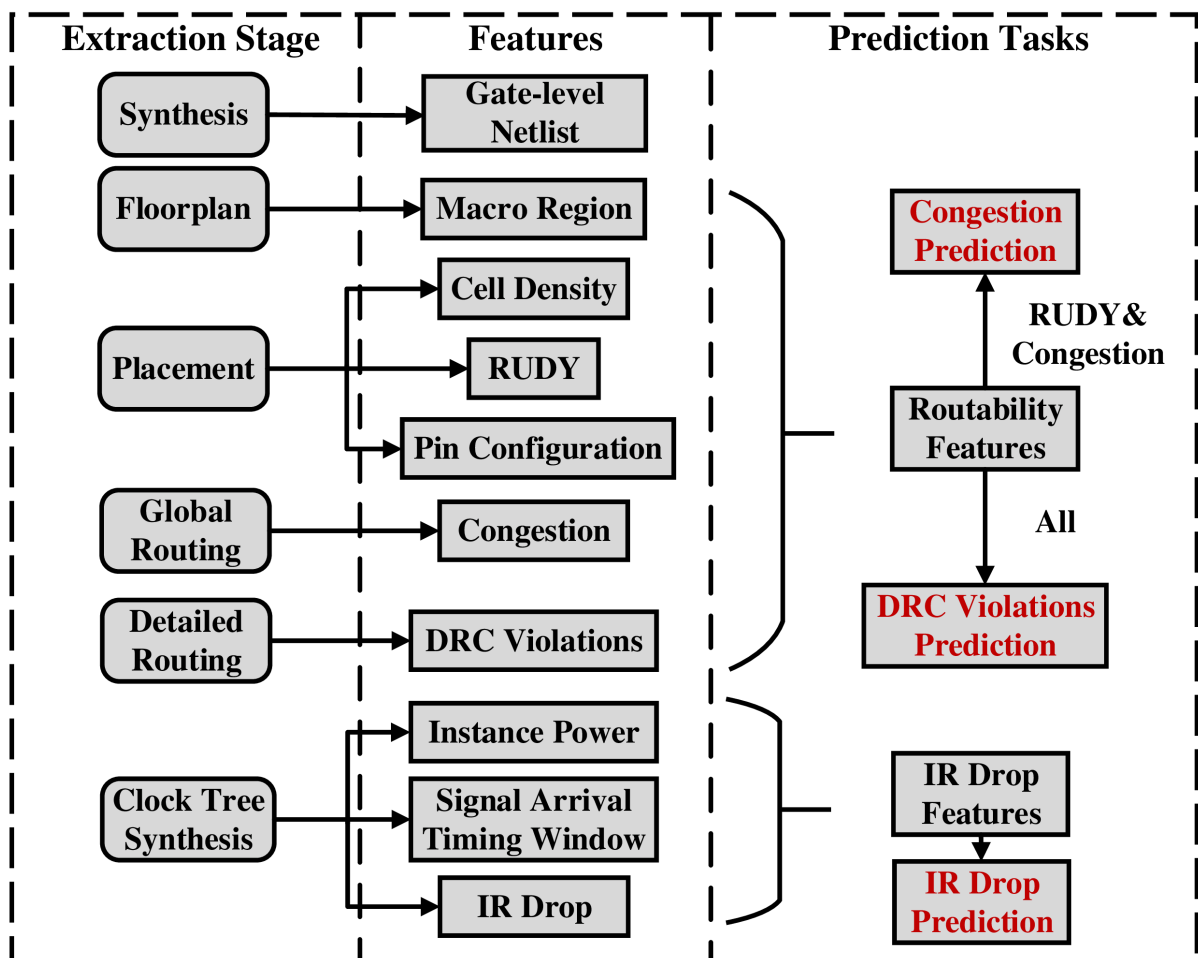 Extraction Stage
Features
Prediction Tasks
Synthesis
Gate-level
Netlist
Floorplan
Macro Region
Placement
Cell Density
RUDY
Pin Configuration
Global
Routing
Congestion
Detailed
Routing
DRC Violations
Clock Tree
Synthesis
Instance Power
Signal Arrival
Timing Window
IR Drop
Congestion
Prediction
RUDY&
Congestion
Routability
Features
All
DRC Violations
Prediction
IR Drop
Features
IR Drop
Prediction